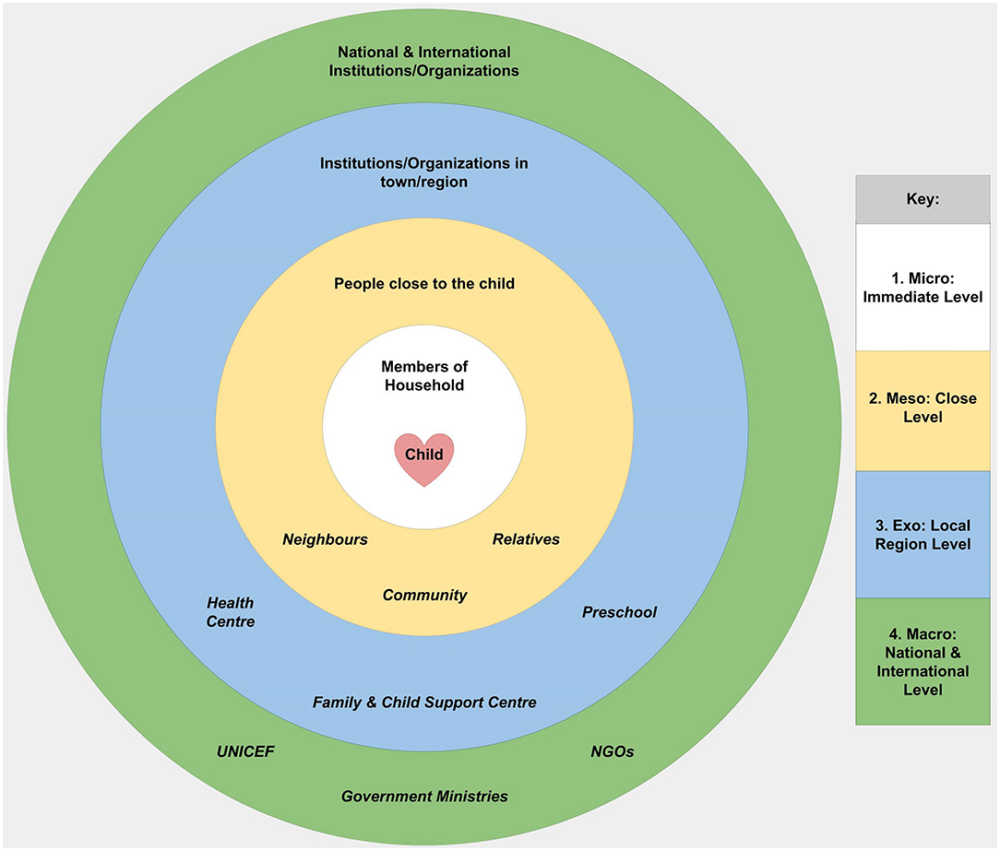 National & International
Institutions/Organizations
Institutions/Organizations in
town/region
People close to the child
Members of
Household
Child
Neighbours
Relatives
Community
Health
Centre
Preschool
Family & Child Support Centre
UNICEF
NGOs
Government Ministries
Key:
1. Micro:
Immediate Level
2. Meso: Close
Level
3. Exo: Local
Region Level
4. Macro:
National &
International
Level